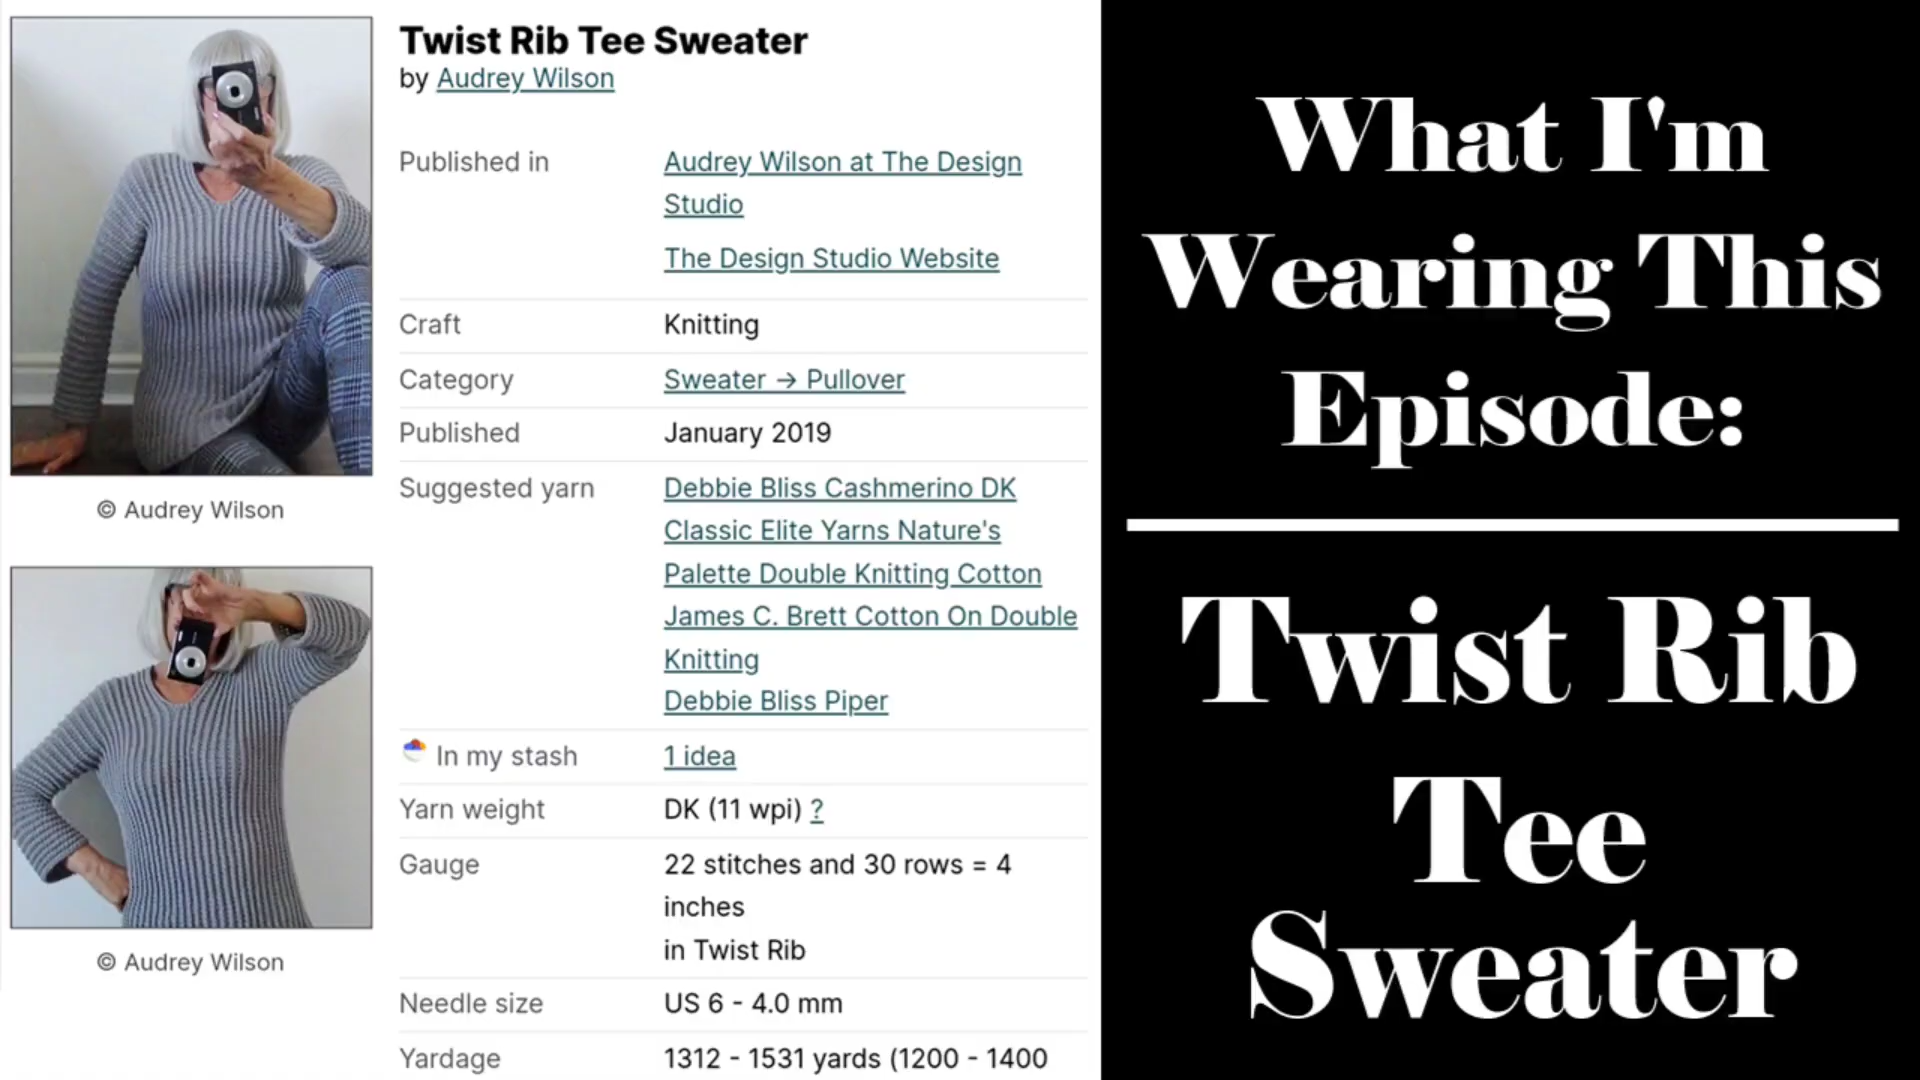 Twist Rib Tee Sweater
by Audrey Wilson
Published in
Audrey Wilson at The Design
Studio
The Design Studio Website
Craft
Knitting
Category
Sweater → Pullover
Published
January 2019
Suggested yarn
Debbie Bliss Cashmerino DK
Classic Elite Yarns Nature's
Palette Double Knitting Cotton
James C. Brett Cotton On Double
Knitting
Debbie Bliss Piper
In my stash
1 idea
Yarn weight
DK (11 wpi) ?
Gauge
22 stitches and 30 rows = 4
inches
in Twist Rib
Needle size
US 6 - 4.0 mm
Yardage
1312 - 1531 yards (1200 - 1400
© Audrey Wilson
© Audrey Wilson
What I'm
Wearing This
Episode:
Twist Rib
Tee
Sweater